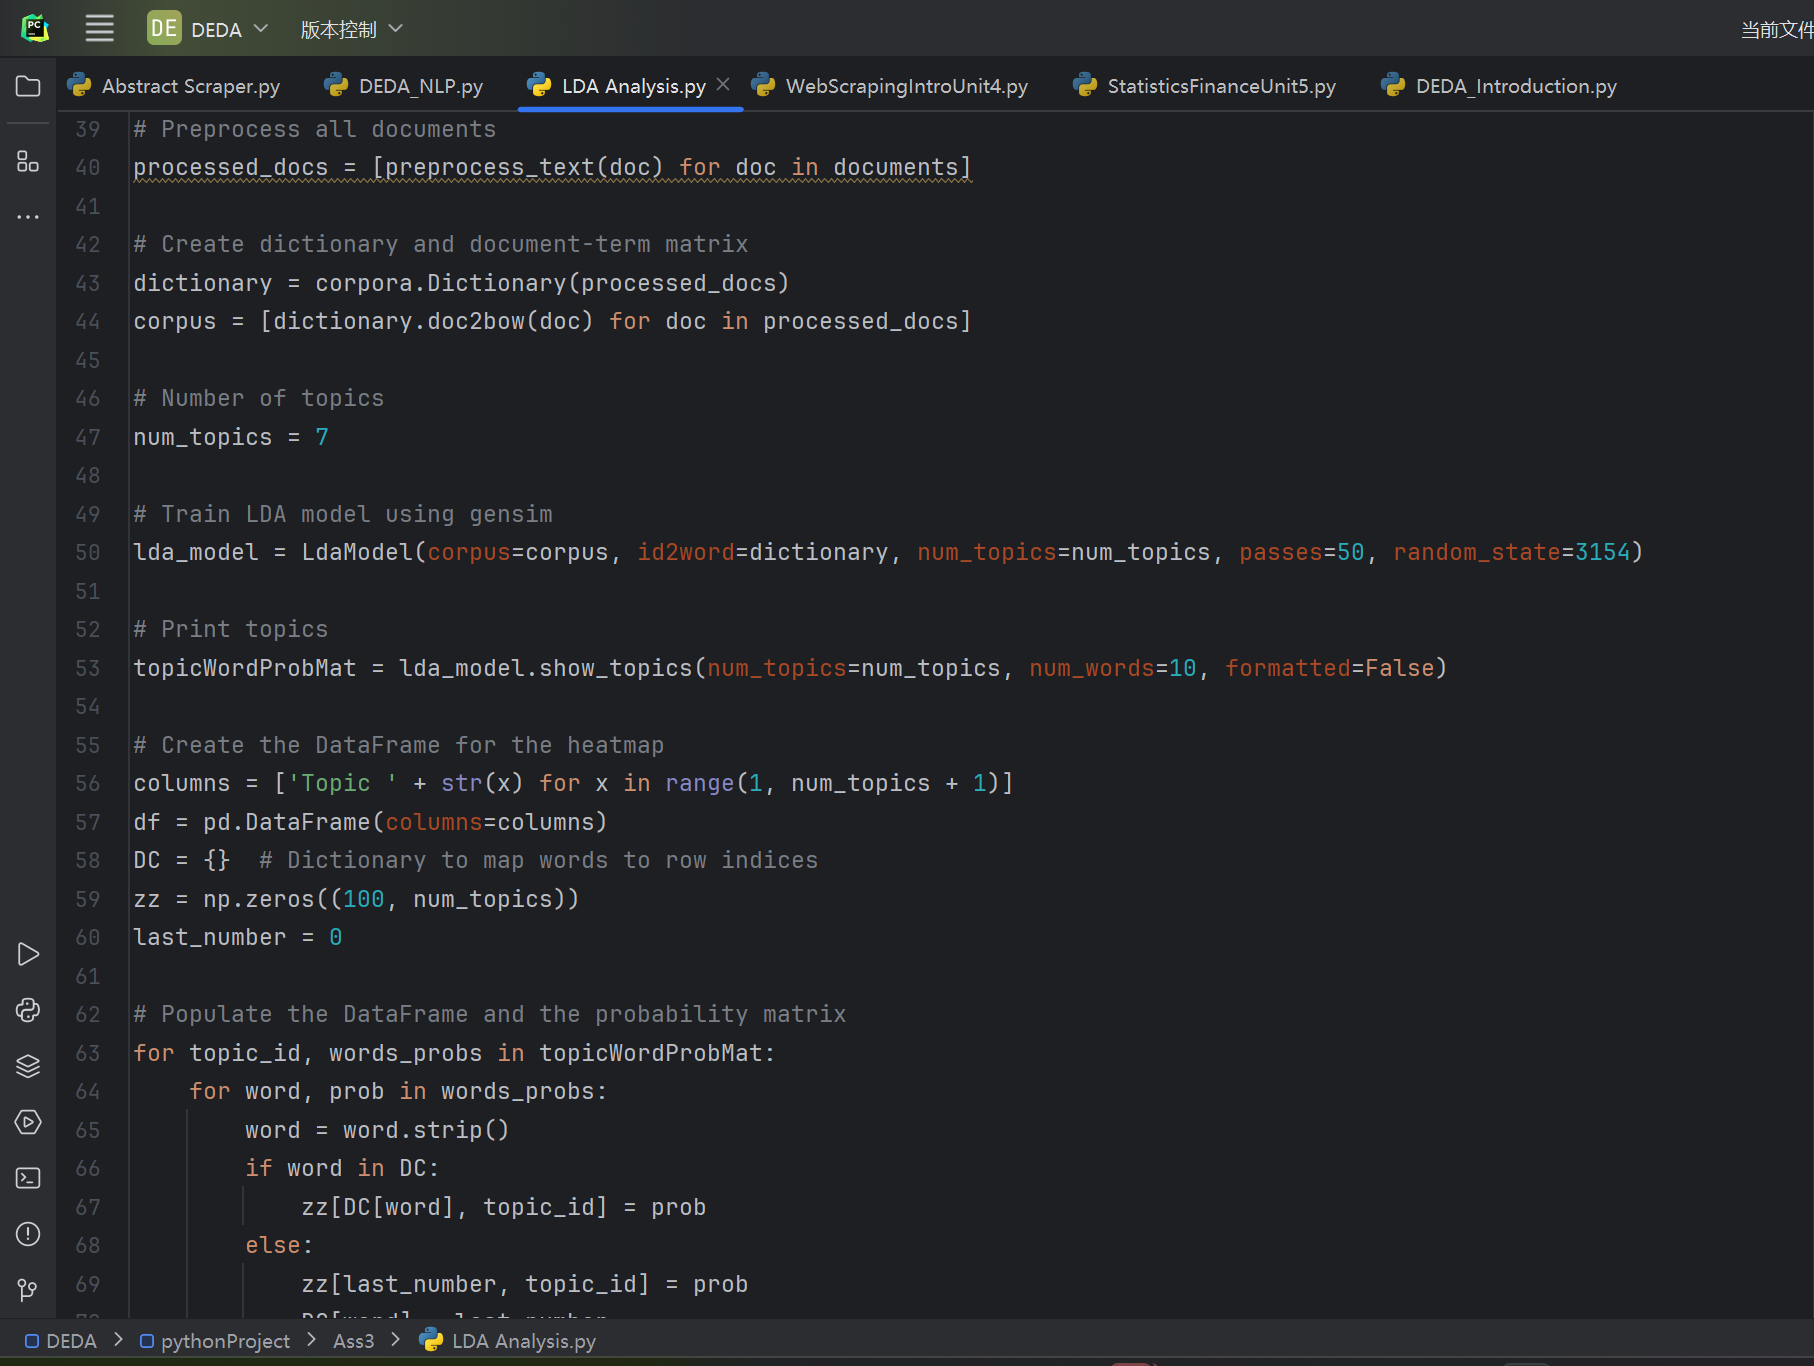 PC
DE DEDA 版本控制 当前文件
Abstract Scraper.py DEDA_NLP.py LDA Analysis.py WebScrapingIntroUnit4.py StatisticsFinanceUnit5.py DEDA_Introduction.py
39 # Preprocess all documents
40 processed_docs = [preprocess_text(doc) for doc in documents]
41
42 # Create dictionary and document-term matrix
43 dictionary = corpora.Dictionary(processed_docs)
44 corpus = [dictionary.doc2bow(doc) for doc in processed_docs]
45
46 # Number of topics
47 num_topics = 7
48
49 # Train LDA model using gensim
50 lda_model = LdaModel(corpus=corpus, id2word=dictionary, num_topics=num_topics, passes=50, random_state=3154)
51
52 # Print topics
53 topicWordProbMat = lda_model.show_topics(num_topics=num_topics, num_words=10, formatted=False)
54
55 # Create the DataFrame for the heatmap
56 columns = ['Topic ' + str(x) for x in range(1, num_topics + 1)]
57 df = pd.DataFrame(columns=columns)
58 DC = {}  # Dictionary to map words to row indices
59 zz = np.zeros((100, num_topics))
60 last_number = 0
61
62 # Populate the DataFrame and the probability matrix
63 for topic_id, words_probs in topicWordProbMat:
64     for word, prob in words_probs:
65         word = word.strip()
66         if word in DC:
67             zz[DC[word], topic_id] = prob
68         else:
69             zz[last_number, topic_id] = prob
70             DC[word] = last_number
DEDA > pythonProject > Ass3 > LDA Analysis.py